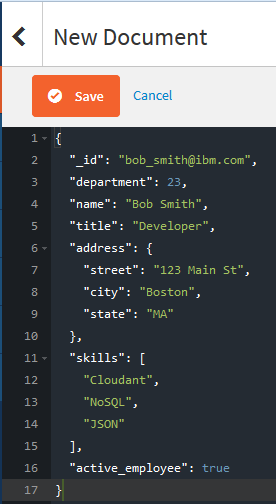 New Document
Save Cancel
1 {
2 "_id": "bob_smith@ibm.com",
3 "department": 23,
4 "name": "Bob Smith",
5 "title": "Developer",
6 "address": {
7 "street": "123 Main St",
8 "city": "Boston",
9 "state": "MA"
10 },
11 "skills": [
12 "Cloudant",
13 "NoSQL",
14 "JSON"
15 ],
16 "active_employee": true
17 }